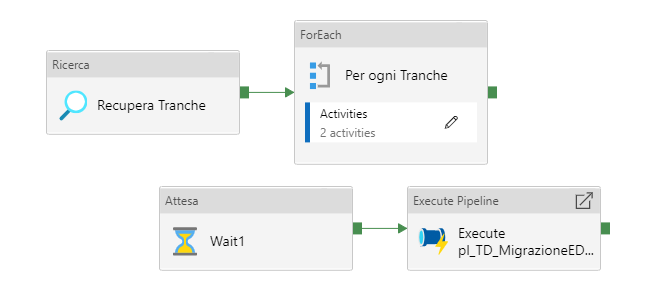 Ricerca
Recupera Tranche
ForEach
Per ogni Tranche
Activities
2 activities
Attesa
Wait1
Execute Pipeline
Execute
pl_TD_MigrazioneED...